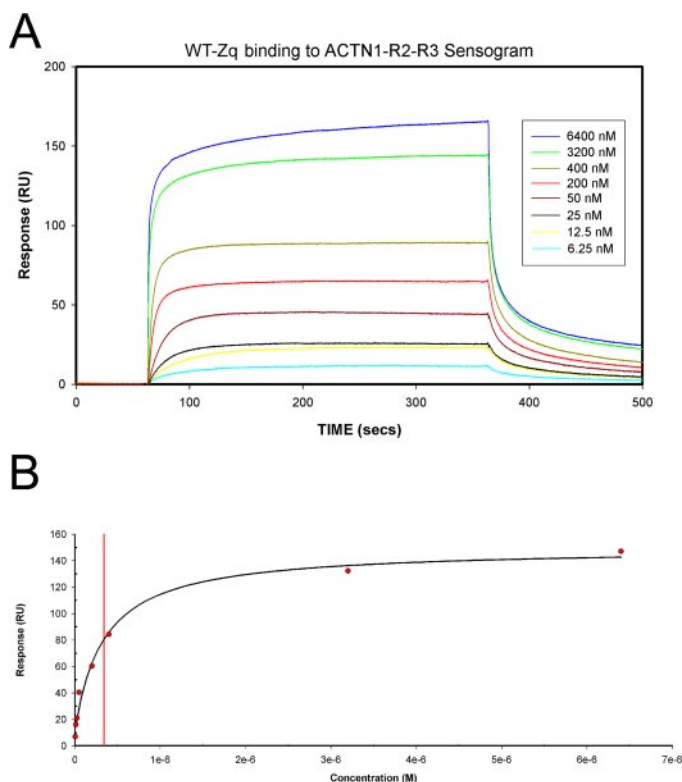 A
WT-Zq binding to ACTN1-R2-R3 Sensogram
200
150
100
50
0
Response (RU)
6400 nM
3200 nM
400 nM
200 nM
50 nM
25 nM
12.5 nM
6.25 nM
0 100 200 300 400 500
TIME (secs)
B
160
140
120
100
80
60
40
20
0
Response (RU)
0 1e-6 2e-6 3e-6 4e-6 5e-6 6e-6 7e-6
Concentration (M)